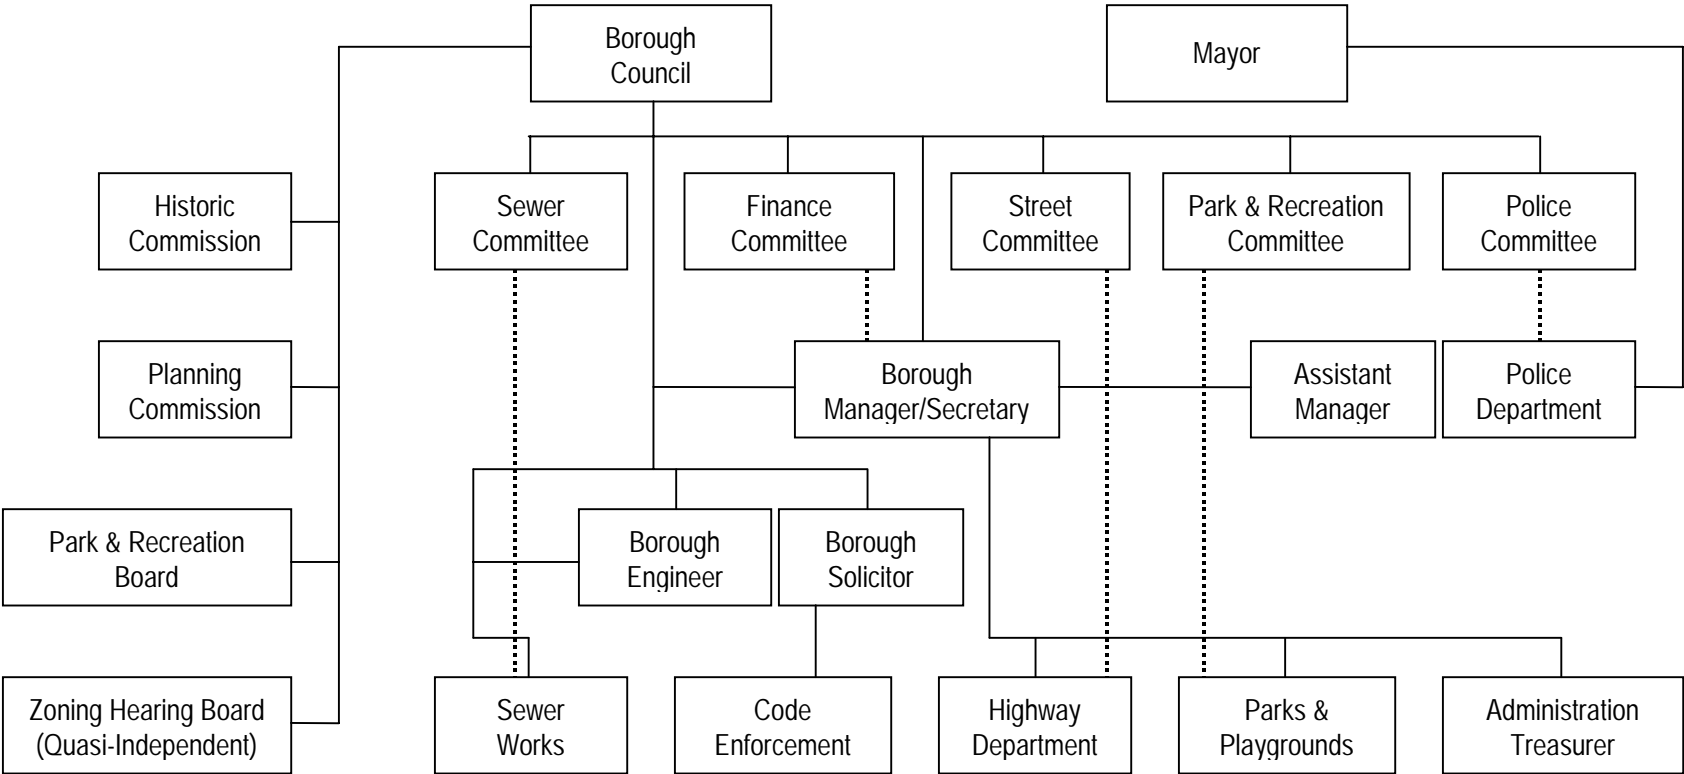 Borough
Council
Mayor
Historic
Commission
Sewer
Committee
Finance
Committee
Street
Committee
Park & Recreation
Committee
Police
Committee
Planning
Commission
Borough
Manager/Secretary
Assistant
Manager
Police
Department
Park & Recreation
Board
Borough
Engineer
Borough
Solicitor
Zoning Hearing Board
(Quasi-Independent)
Sewer
Works
Code
Enforcement
Highway
Department
Parks &
Playgrounds
Administration
Treasurer